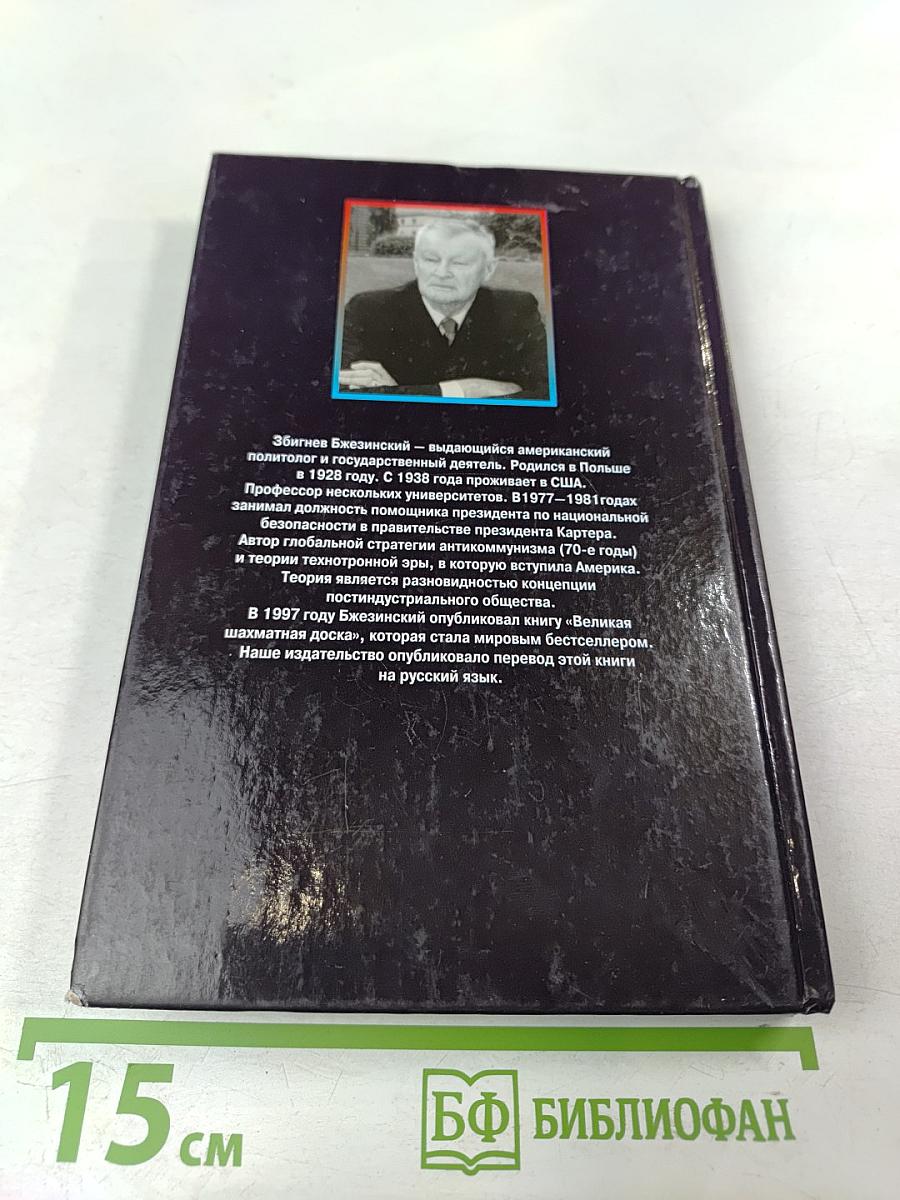 Збигнев Бжезинский — выдающийся американский
политолог и государственный деятель. Родился в Польше
в 1928 году. С 1938 года проживает в США.
Профессор нескольких университетов. В1977—1981годах
занимал должность помощника президента по национальной
безопасности в правительстве президента Картера.
Автор глобальной стратегии антикоммунизма (70-е годы)
и теории технотронной эры, в которую вступила Америка.
Теория является разновидностью концепции
постиндустриального общества.
В 1997 году Бжезинский опубликовал книгу «Великая
шахматная доска», которая стала мировым бестселлером.
Наше издательство опубликовало перевод этой книги
на русский язык.
15 см
БФ БИБЛИОФАН